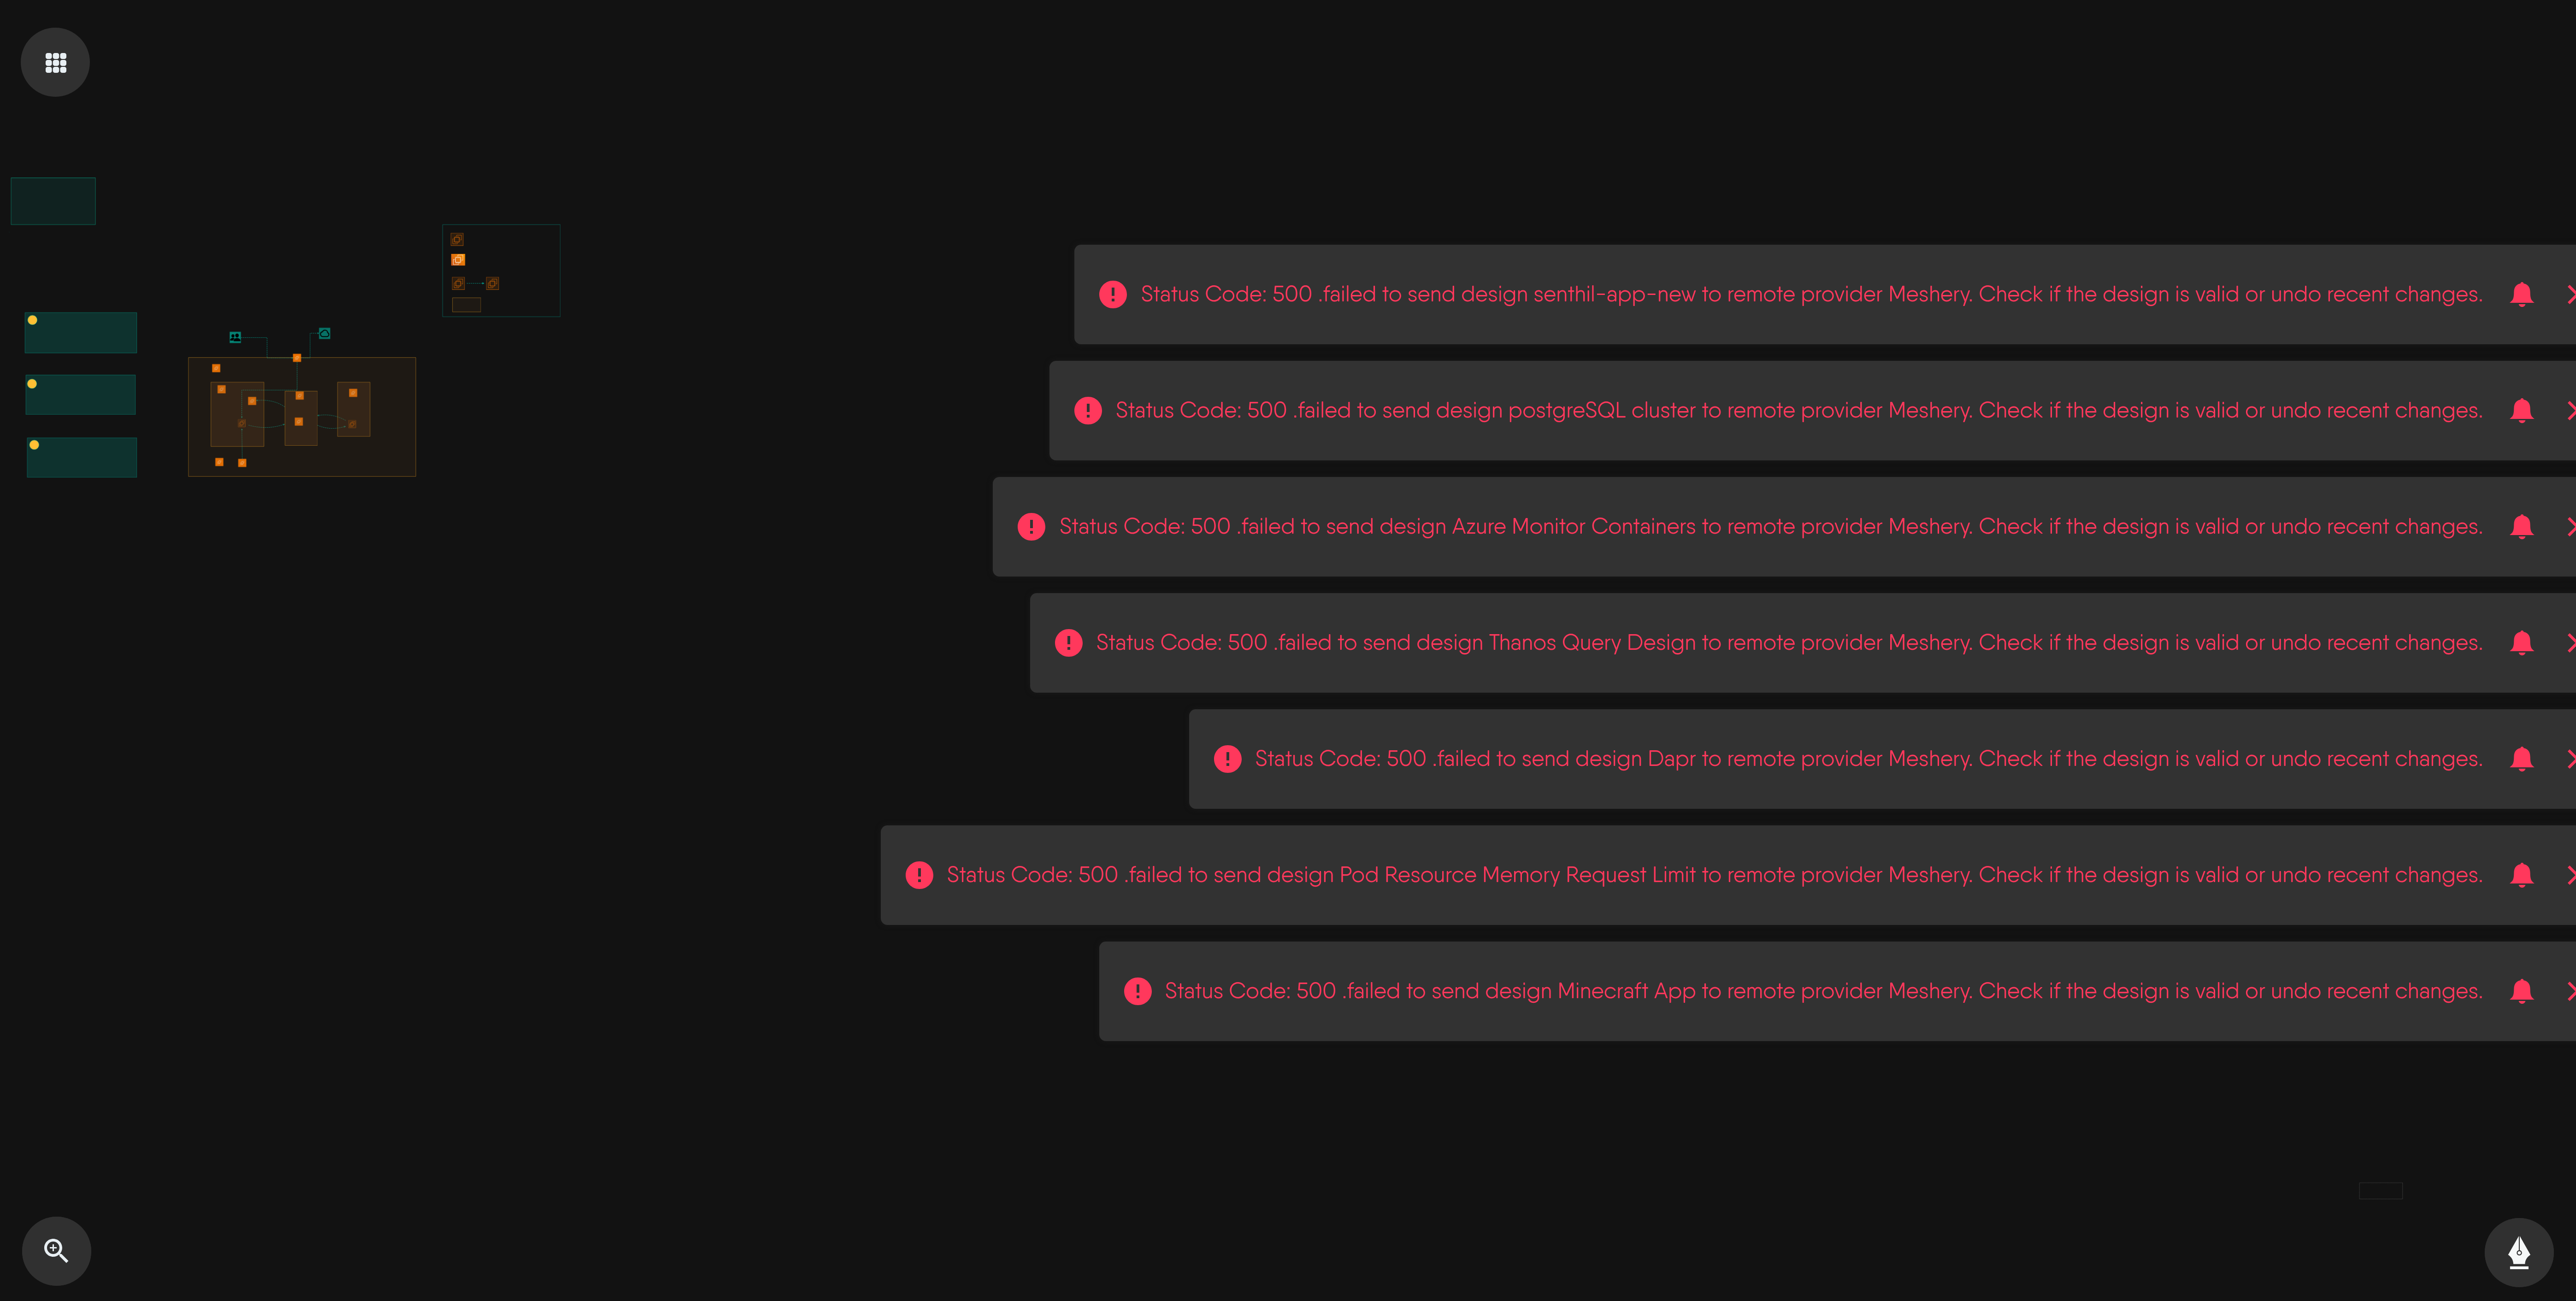 Status Code: 500 .failed to send design senthil-app-new to remote provider Meshery. Check if the design is valid or undo recent changes.
Status Code: 500 .failed to send design postgreSQL cluster to remote provider Meshery. Check if the design is valid or undo recent changes.
Status Code: 500 .failed to send design Azure Monitor Containers to remote provider Meshery. Check if the design is valid or undo recent changes.
Status Code: 500 .failed to send design Thanos Query Design to remote provider Meshery. Check if the design is valid or undo recent changes.
Status Code: 500 .failed to send design Dapr to remote provider Meshery. Check if the design is valid or undo recent changes.
Status Code: 500 .failed to send design Pod Resource Memory Request Limit to remote provider Meshery. Check if the design is valid or undo recent changes.
Status Code: 500 .failed to send design Minecraft App to remote provider Meshery. Check if the design is valid or undo recent changes.